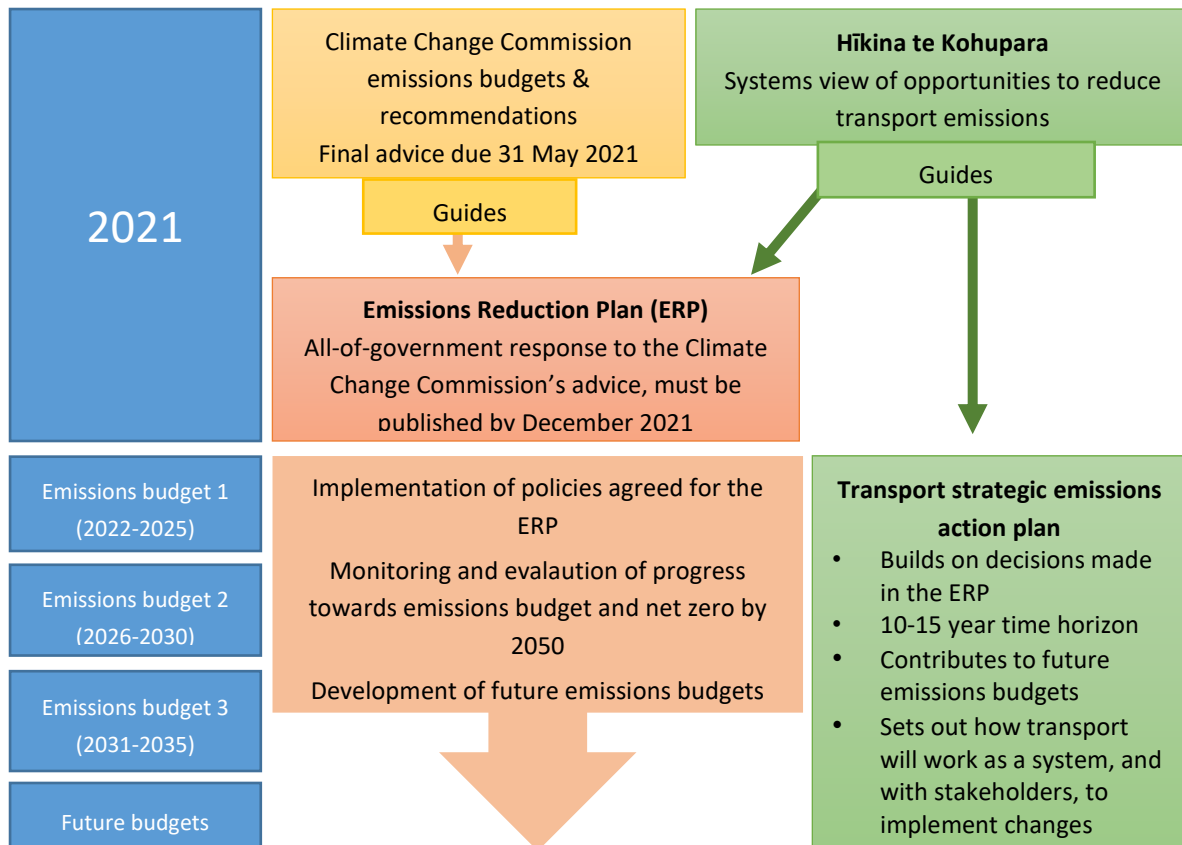 2021
Climate Change Commission
emissions budgets &
recommendations
Final advice due 31 May 2021
Guides
Hīkina te Kohupara
Systems view of opportunities to reduce
transport emissions
Guides
Emissions Reduction Plan (ERP)
All-of-government response to the Climate
Change Commission’s advice, must be
published by December 2021
Emissions budget 1
(2022-2025)
Emissions budget 2
(2026-2030)
Emissions budget 3
(2031-2035)
Future budgets
Implementation of policies agreed for the
ERP
Monitoring and evalaution of progress
towards emissions budget and net zero by
2050
Development of future emissions budgets
Transport strategic emissions
action plan
• Builds on decisions made
in the ERP
• 10-15 year time horizon
• Contributes to future
emissions budgets
• Sets out how transport
will work as a system, and
with stakeholders, to
implement changes